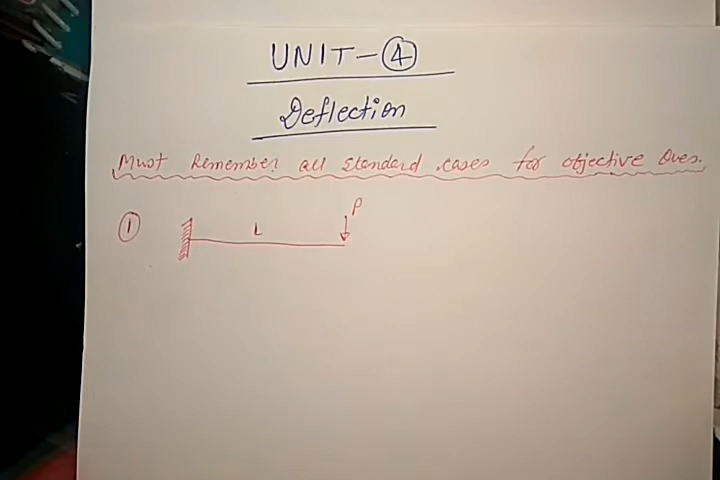 UNIT-④
Deflection
Must Remember all standard cases for objective Ques.
① L P